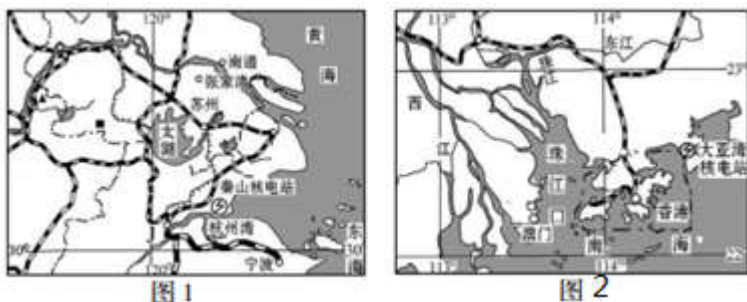 120°
黄
海
南通
张家港
苏州
太
湖
秦山核电站
杭州湾
30°
30°
东
海
宁波
120°
图 1
113°
114°
东江
珠
江
23°
西
江
珠
江
口
大亚湾
核电站
香港
澳门
南
海
22°
113°
114°
图 2